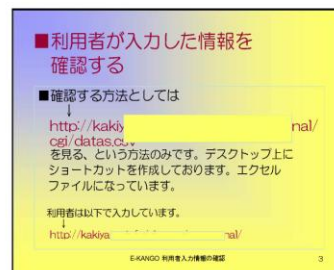 ■利用者が入力した情報を
確認する
■確認する方法としては
↓
http://kakiy nal/
cgi/datas.csv
を見る、という方法のみです。デスクトップ上に
ショートカットを作成しております。エクセル
ファイルになっています。
利用者は以下で入力しています。
↓
http://kakiya nal/
E-KANGO 利用者入力情報の確認 3